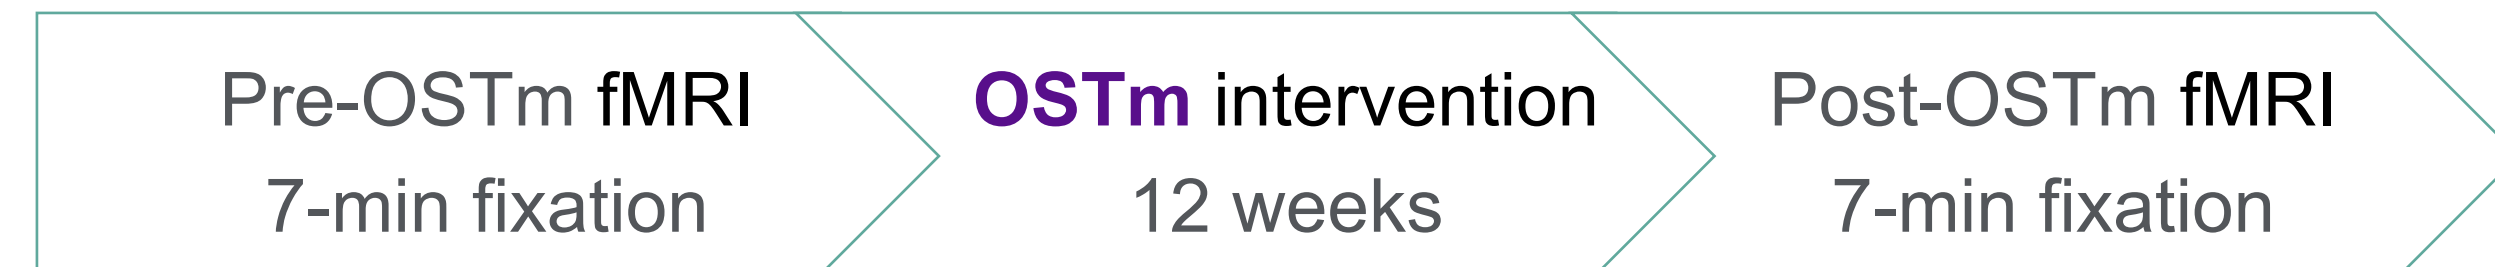 Pre-OSTm fMRI
7-min fixation
OSTm intervention
12 weeks
Post-OSTm fMRI
7-min fixation